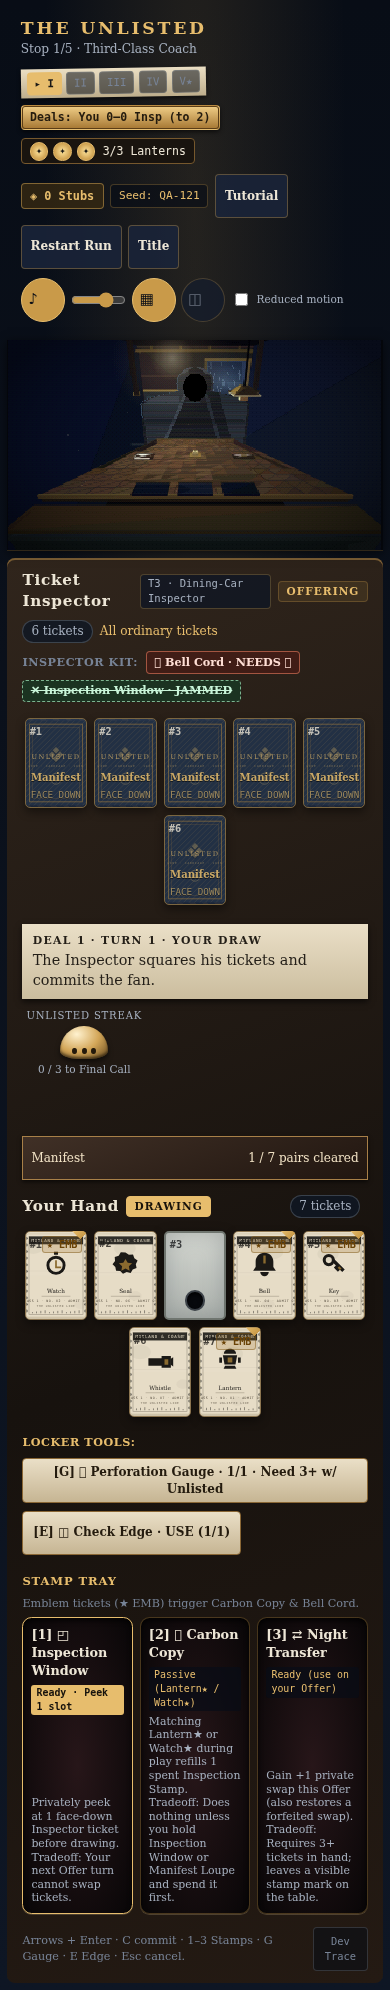 THE UNLISTED
Stop 1/5 · Third-Class Coach
▸ I II III IV V★
Deals: You 0–0 Insp (to 2)
✦ ✦ ✦ 3/3 Lanterns
◈ 0 Stubs Seed: QA-121 Tutorial
Restart Run Title
♪ ▦ ◫ Reduced motion
Ticket Inspector
T3 · Dining-Car Inspector
OFFERING
6 tickets All ordinary tickets
INSPECTOR KIT: Bell Cord · NEEDS
✕ Inspection Window · JAMMED
#1 #2 #3 #4 #5
UNLISTED UNLISTED UNLISTED UNLISTED UNLISTED
Manifest Manifest Manifest Manifest Manifest
FACE DOWN FACE DOWN FACE DOWN FACE DOWN FACE DOWN
#6
UNLISTED
Manifest
FACE DOWN
DEAL 1 · TURN 1 · YOUR DRAW
The Inspector squares his tickets and
commits the fan.
UNLISTED STREAK
0 / 3 to Final Call
Manifest 1 / 7 pairs cleared
Your Hand DRAWING 7 tickets
#3
★ EMB ★ EMB ★ EMB
Watch Seal Bell Key
★ EMB
Whistle Lantern
LOCKER TOOLS:
[G] Perforation Gauge · 1/1 · Need 3+ w/
Unlisted
[E] ◫ Check Edge · USE (1/1)
STAMP TRAY
Emblem tickets (★ EMB) trigger Carbon Copy & Bell Cord.
[1] ◰
Inspection
Window
Ready · Peek
1 slot
Privately peek
at 1 face-down
Inspector ticket
before drawing.
Tradeoff: Your
next Offer turn
cannot swap
tickets.
[2] Carbon
Copy
Passive
(Lantern★ /
Watch★)
Matching
Lantern★ or
Watch★ during
play refills 1
spent Inspection
Stamp.
Tradeoff: Does
nothing unless
you hold
Inspection
Window or
Manifest Loupe
and spend it
first.
[3] ⇄ Night
Transfer
Ready (use on
your Offer)
Gain +1 private
swap this Offer
(also restores a
forfeited swap).
Tradeoff:
Requires 3+
tickets in hand;
leaves a visible
stamp mark on
the table.
Arrows + Enter · C commit · 1–3 Stamps · G
Gauge · E Edge · Esc cancel.
Dev
Trace